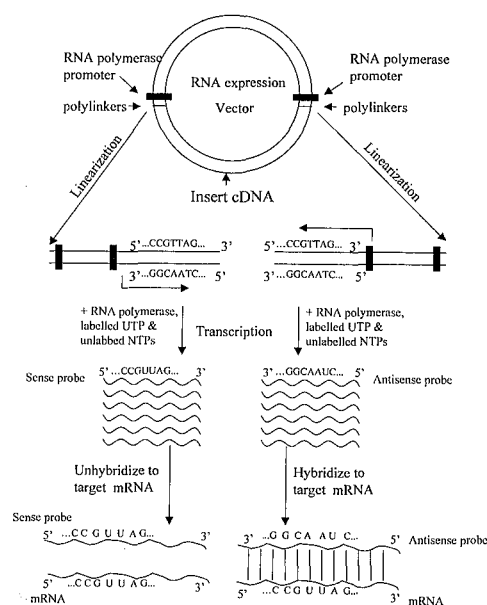 RNA polymerase promoter
polylinkers
RNA expression
Vector
RNA polymerase promoter
polylinkers
Linearization
Insert cDNA
Linearization
5' ...CCGTTAG... 3'
3'...GGCAATC... 5'
5'...CCGTTAG... 3'
3'...GGCAATC... 5'
+ RNA polymerase,
labelled UTP &
unlabbed NTPs
Transcription
+ RNA polymerase,
labelled UTP &
unlabelled NTPs
Sense probe
5' ...CCGUUAG... 3'
3' ...GGCAAUC... 5'
Antisense probe
Unhybridize to
target mRNA
Hybridize to
target mRNA
Sense probe
5' ...C C G U U A G... 3'
5' ...CCGUUAG... 3'
mRNA
3' ...G G C A A U C... 5'
Antisense probe
5' ...C C G U U A G... 3'
mRNA